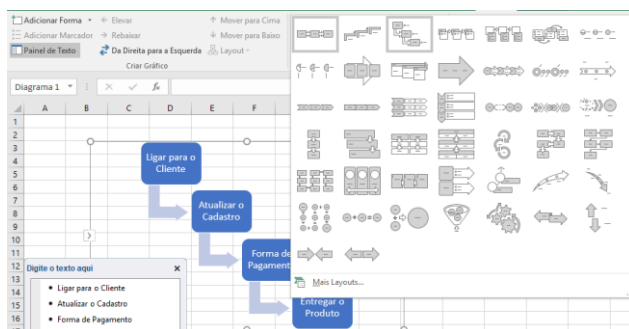 Adicionar Forma
Elevar
Mover para Cima
Adicionar Marcador
Rebaixar
Mover para Baixo
Painel de Texto
Da Direita para a Esquerda
Layout
Criar Gráfico
Diagrama 1
fx
A B C D E F
1
2
3
4
5
6
7
8
9
10
11
12
13
14
15
16
Ligar para o
Cliente
Atualizar o
Cadastro
Forma de
Pagament
Entregar o
Produto
Digite o texto aqui
Ligar para o Cliente
Atualizar o Cadastro
Forma de Pagamento
Mais Layouts...